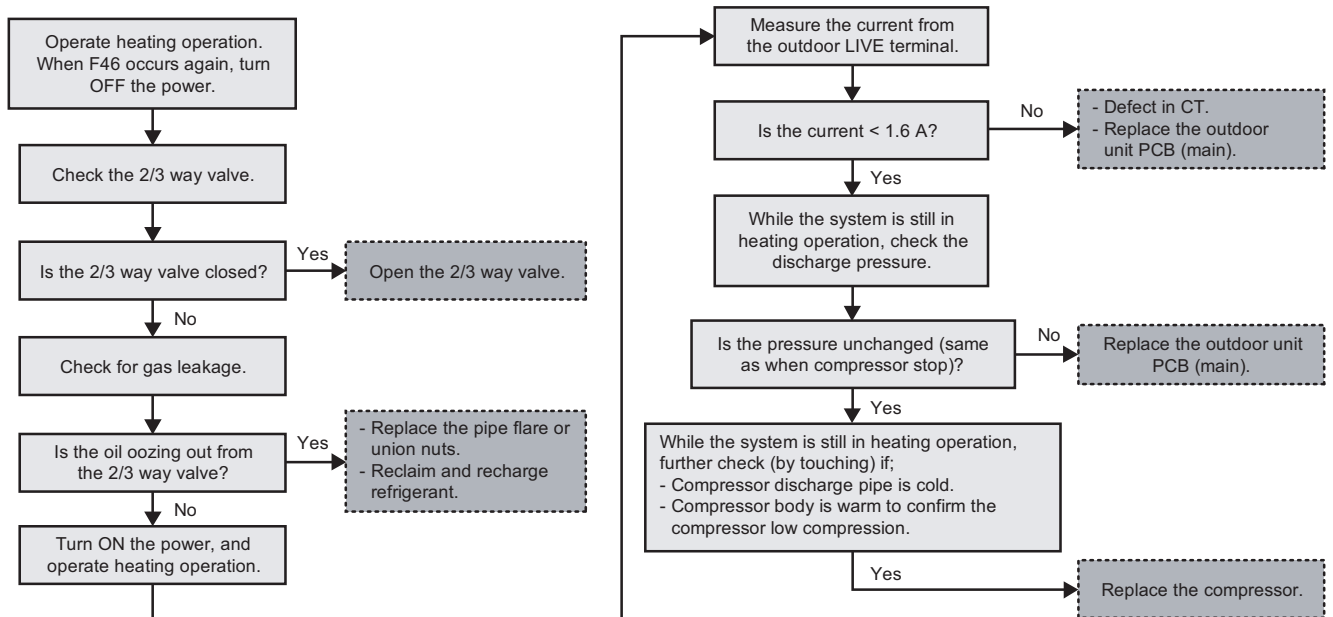 Operate heating operation.
When F46 occurs again, turn
OFF the power.
Check the 2/3 way valve.
Is the 2/3 way valve closed?
Yes
Open the 2/3 way valve.
No
Check for gas leakage.
Is the oil oozing out from
the 2/3 way valve?
Yes
- Replace the pipe flare or
union nuts.
- Reclaim and recharge
refrigerant.
No
Turn ON the power, and
operate heating operation.
Measure the current from
the outdoor LIVE terminal.
Is the current < 1.6 A?
No
- Defect in CT.
- Replace the outdoor
unit PCB (main).
Yes
While the system is still in
heating operation, check the
discharge pressure.
Is the pressure unchanged (same
as when compressor stop)?
No
Replace the outdoor unit
PCB (main).
Yes
While the system is still in heating operation,
further check (by touching) if;
- Compressor discharge pipe is cold.
- Compressor body is warm to confirm the
compressor low compression.
Yes
Replace the compressor.